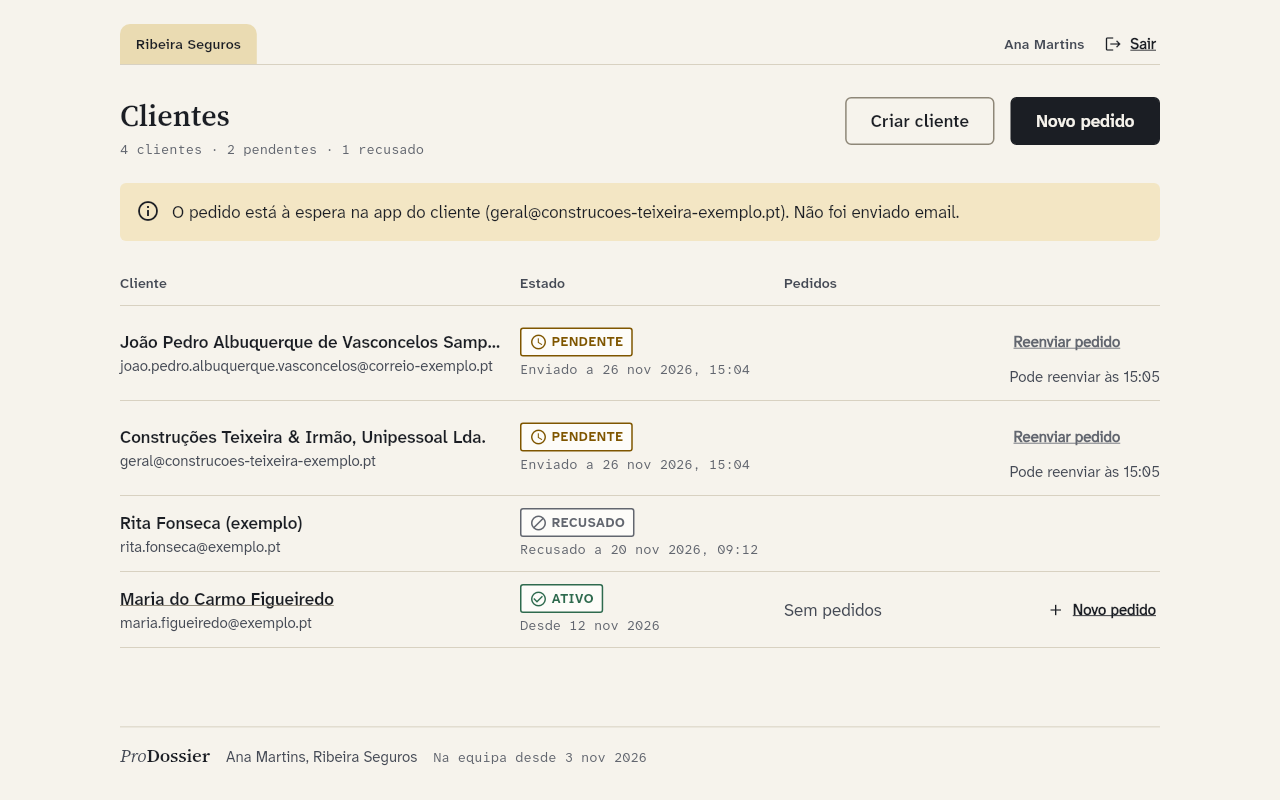 Ribeira Seguros
Ana Martins
Sair
Clientes
Criar cliente
Novo pedido
4 clientes · 2 pendentes · 1 recusado
O pedido está à espera na app do cliente (geral@construcoes-teixeira-exemplo.pt). Não foi enviado email.
Cliente
Estado
Pedidos
João Pedro Albuquerque de Vasconcelos Samp...
joao.pedro.albuquerque.vasconcelos@correio-exemplo.pt
PENDENTE
Enviado a 26 nov 2026, 15:04
Reenviar pedido
Pode reenviar às 15:05
Construções Teixeira & Irmão, Unipessoal Lda.
geral@construcoes-teixeira-exemplo.pt
PENDENTE
Enviado a 26 nov 2026, 15:04
Reenviar pedido
Pode reenviar às 15:05
Rita Fonseca (exemplo)
rita.fonseca@exemplo.pt
RECUSADO
Recusado a 20 nov 2026, 09:12
Maria do Carmo Figueiredo
maria.figueiredo@exemplo.pt
ATIVO
Desde 12 nov 2026
Sem pedidos
Novo pedido
ProDossier
Ana Martins, Ribeira Seguros
Na equipa desde 3 nov 2026